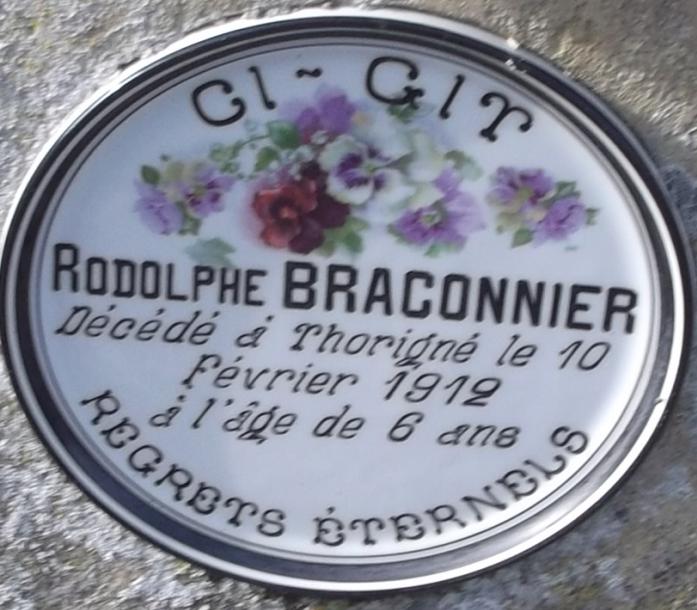 CI~GIT
RODOLPHE BRACONNIER
Décédé à Thorigné le 10
Février 1912
à l'âge de 6 ans
REGRETS ÉTERNELS